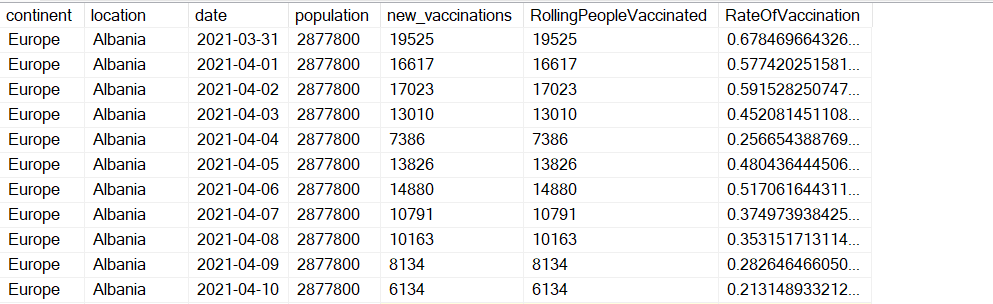 continent location date population new_vaccinations RollingPeopleVaccinated RateOfVaccination
Europe Albania 2021-03-31 2877800 19525 19525 0.678469664326...
Europe Albania 2021-04-01 2877800 16617 16617 0.577420251581...
Europe Albania 2021-04-02 2877800 17023 17023 0.591528250747...
Europe Albania 2021-04-03 2877800 13010 13010 0.452081451108...
Europe Albania 2021-04-04 2877800 7386 7386 0.256654388769...
Europe Albania 2021-04-05 2877800 13826 13826 0.480436444506...
Europe Albania 2021-04-06 2877800 14880 14880 0.517061644311...
Europe Albania 2021-04-07 2877800 10791 10791 0.374973938425...
Europe Albania 2021-04-08 2877800 10163 10163 0.353151713114...
Europe Albania 2021-04-09 2877800 8134 8134 0.282646466050...
Europe Albania 2021-04-10 2877800 6134 6134 0.213148933212...